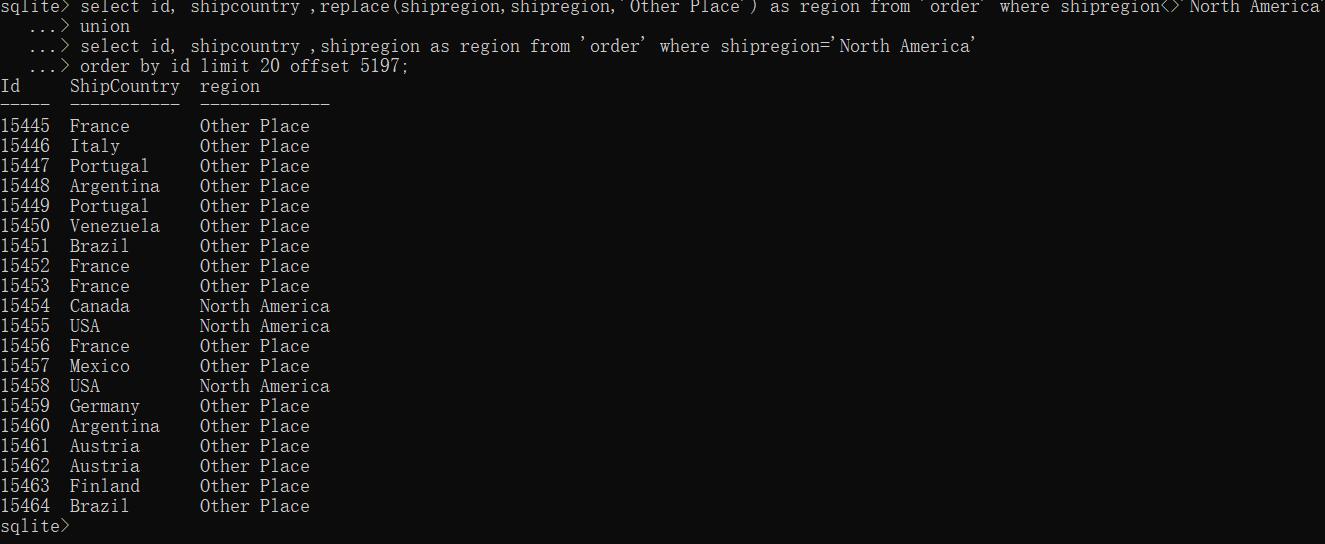 sqlite> select id, shipcountry ,replace(shipregion,shipregion,'Other Place') as region from 'order' where shipregion<>'North America'
...> union
...> select id, shipcountry ,shipregion as region from 'order' where shipregion='North America'
...> order by id limit 20 offset 5197;
Id ShipCountry region
----- ----------- -------------
15445 France Other Place
15446 Italy Other Place
15447 Portugal Other Place
15448 Argentina Other Place
15449 Portugal Other Place
15450 Venezuela Other Place
15451 Brazil Other Place
15452 France Other Place
15453 France Other Place
15454 Canada North America
15455 USA North America
15456 France Other Place
15457 Mexico Other Place
15458 USA North America
15459 Germany Other Place
15460 Argentina Other Place
15461 Austria Other Place
15462 Austria Other Place
15463 Finland Other Place
15464 Brazil Other Place
sqlite>